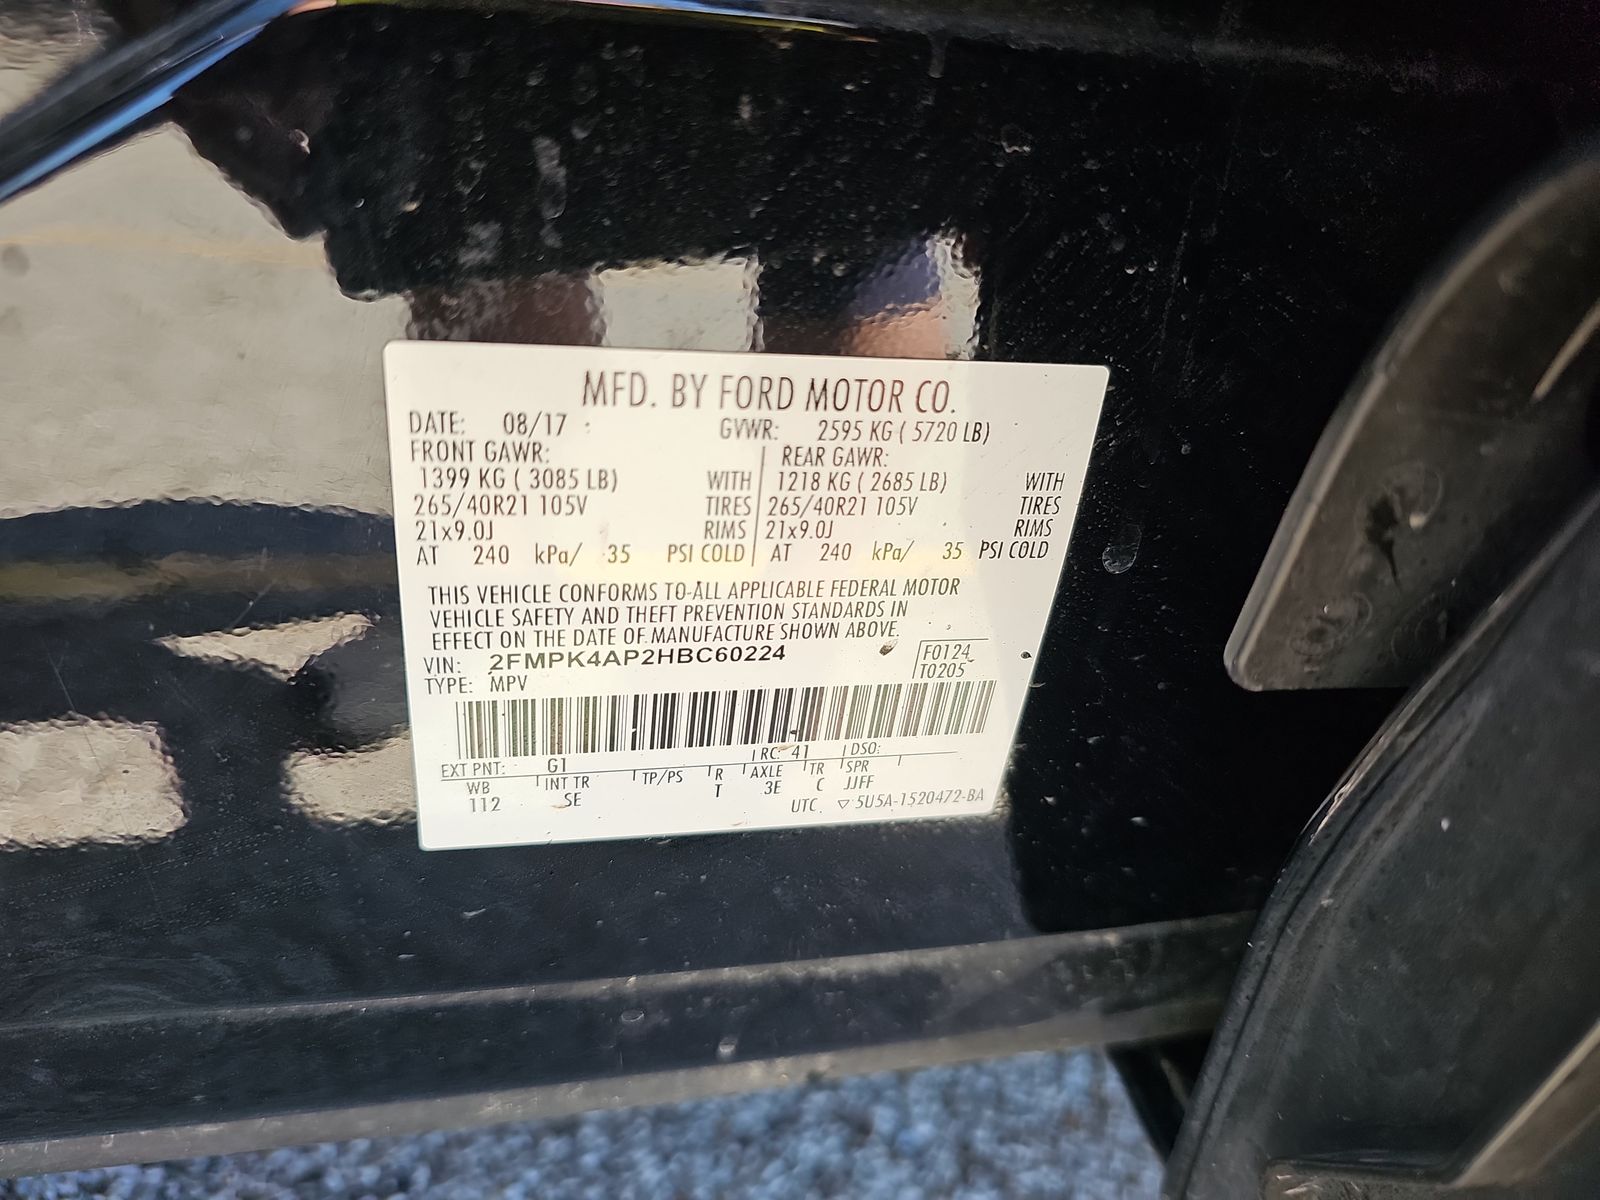 MFD. BY FORD MOTOR CO.
DATE: 08/17 GVWR: 2595 KG ( 5720 LB)
FRONT GAWR: REAR GAWR:
1399 KG ( 3085 LB) WITH 1218 KG ( 2685 LB) WITH
265/40R21 105V TIRES 265/40R21 105V TIRES
21x9.0J RIMS 21x9.0J RIMS
AT 240 kPa/ 35 PSI COLD AT 240 kPa/ 35 PSI COLD
THIS VEHICLE CONFORMS TO ALL APPLICABLE FEDERAL MOTOR
VEHICLE SAFETY AND THEFT PREVENTION STANDARDS IN
EFFECT ON THE DATE OF MANUFACTURE SHOWN ABOVE.
VIN: 2FMPK4AP2HBC60224 F0124
TYPE: MPV T0205
EXT PNT: G1 RC: 41 DSO:
WB INT TR TP/PS R AXLE TR SPR
112 SE T 3E C JJFF
UTC ▽ 5U5A-1520472-BA